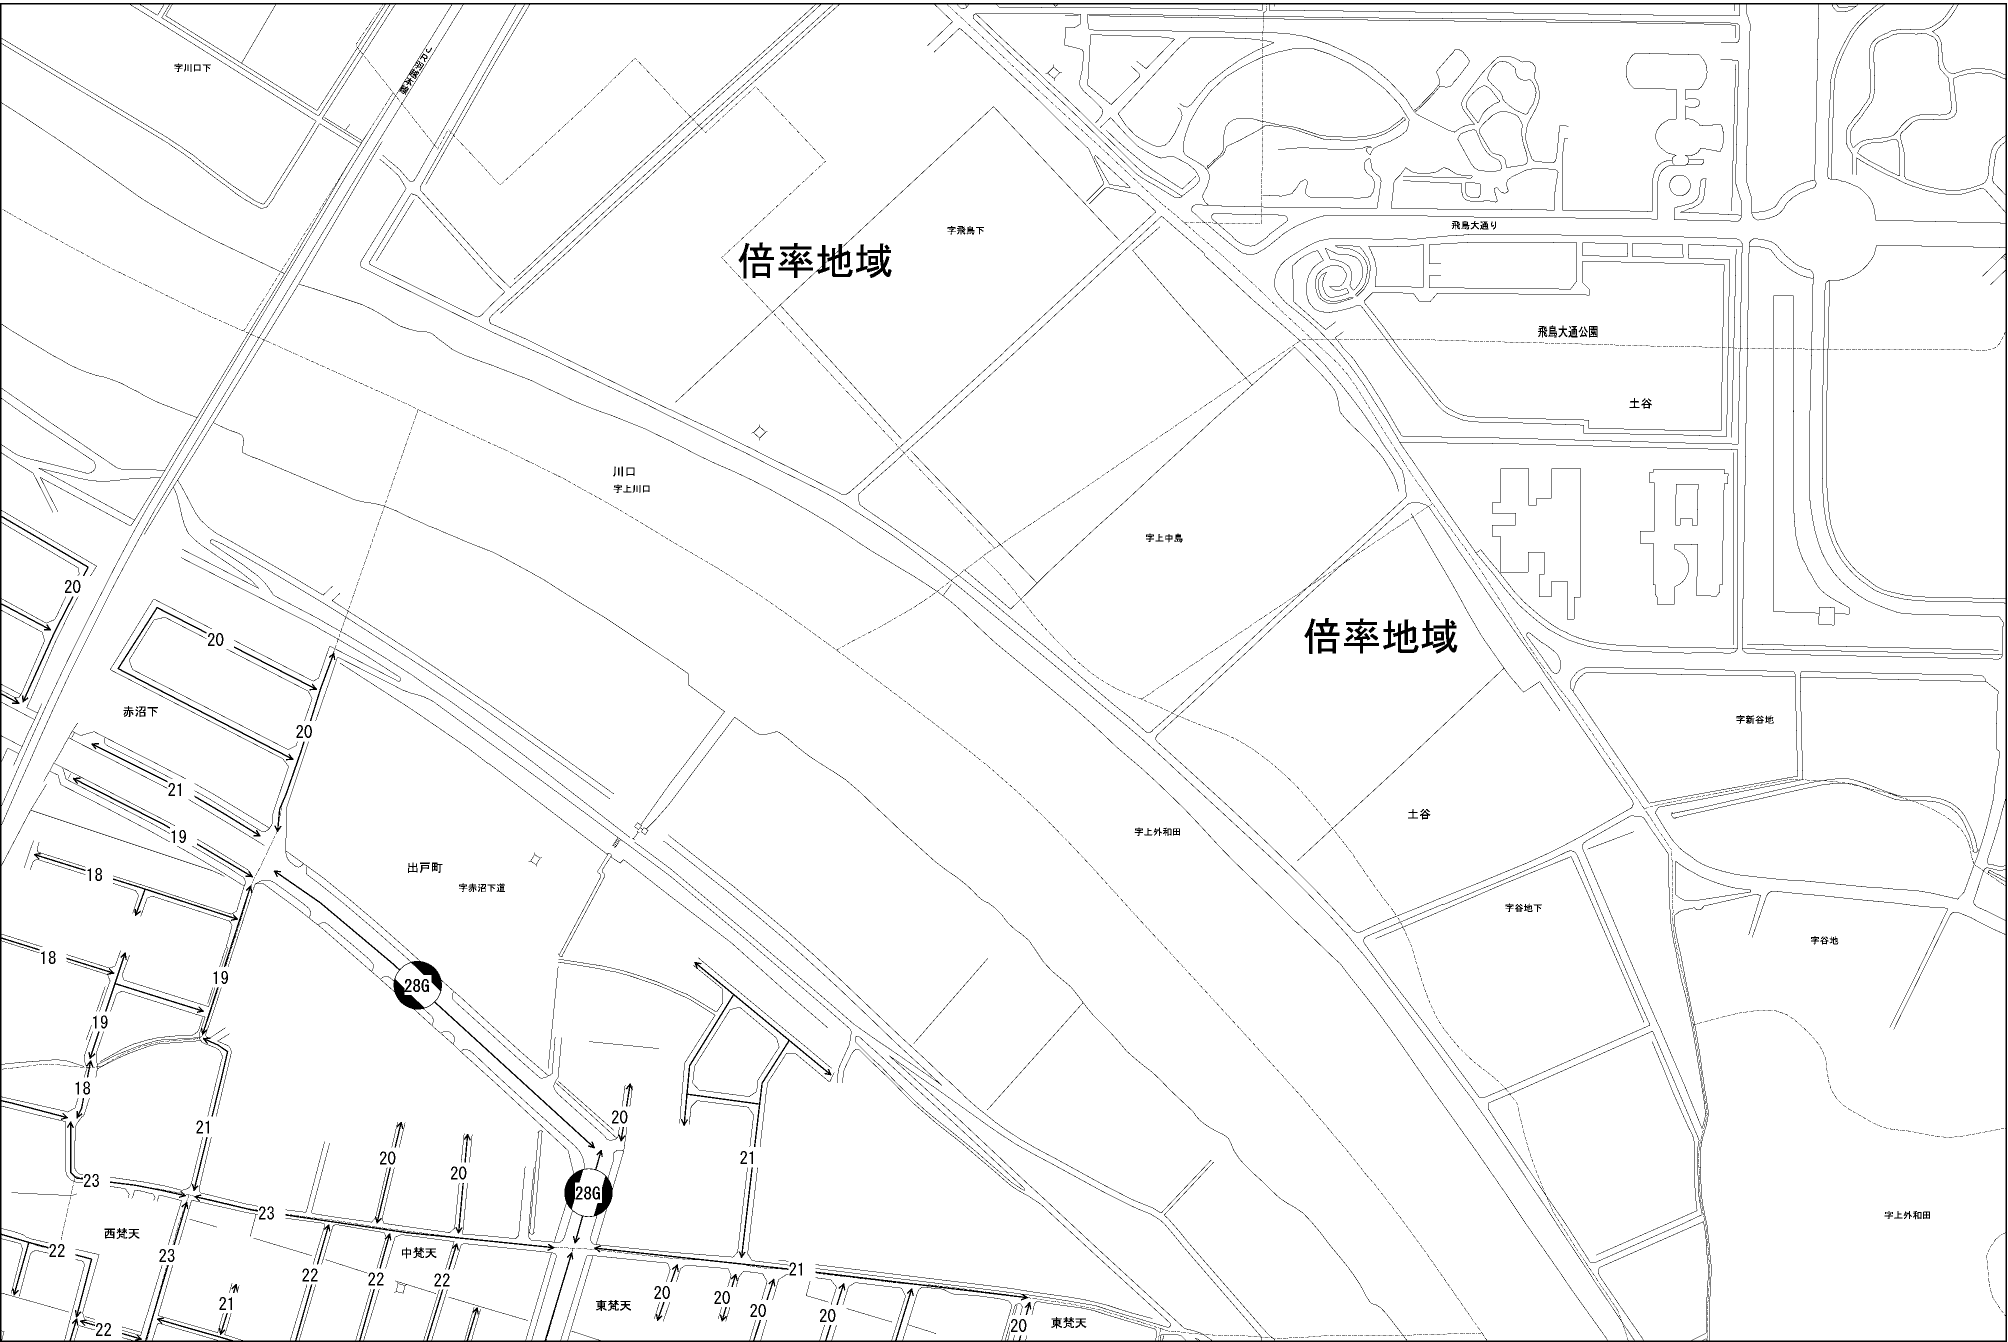 字川口下
JR羽越本線
字飛鳥下
飛鳥大通り
倍率地域
飛鳥大通公園
土谷
川口
字上川口
字上中島
20
倍率地域
20
赤沼下
20
字新谷地
21
土谷
19
字上外和田
出戸町
18
字赤沼下道
字谷地下
字谷地
18
19
28G
19
18
20
21
20
20
21
23
28G
23
字上外和田
西梵天
22
23
中梵天
22
22
22
21
20
20
21
20
20
東梵天
22
20
東梵天